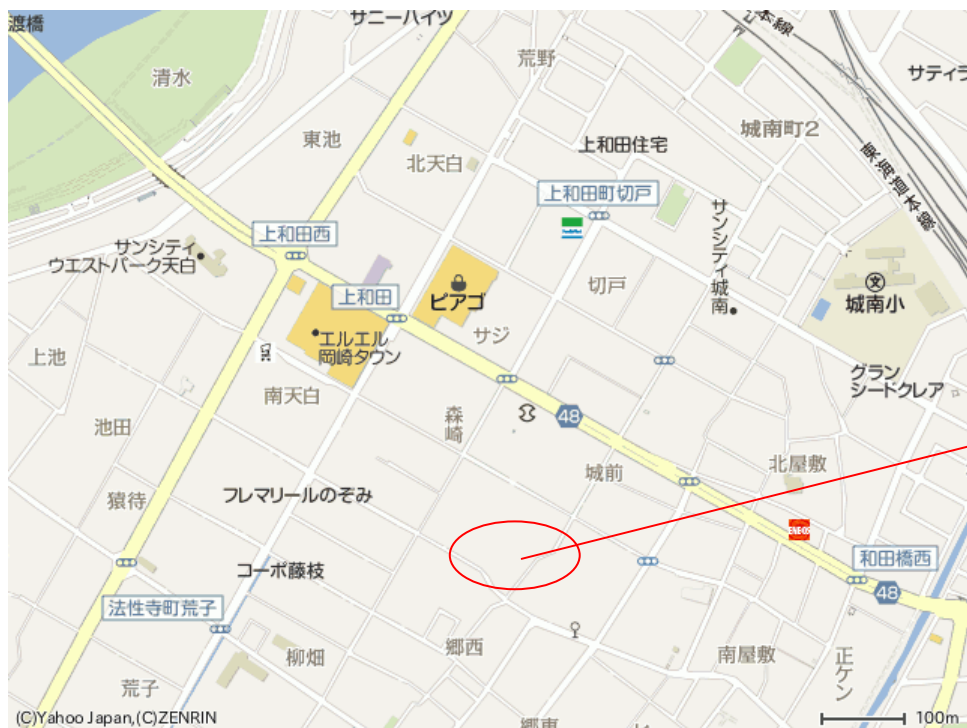 渡橋
サニーハイツ
本線
清水
荒野
サティラ
東池
城南町2
北天白
上和田住宅
東海道本線
上和田町切戸
上和田西
サンシティ
ウエストパーク天白
サンシティ城南
切戸
城南小
上和田
ピアゴ
サジ
エルエル
岡崎タウン
上池
南天白
グラン
シードクレア
池田
森崎
48
城前
北屋敷
猿待
フレマリールのぞみ
ENEOS
コーポ藤枝
和田橋西
48
法性寺町荒子
郷西
南屋敷
正ケン
柳畑
荒子
郷東
(C)Yahoo Japan,(C)ZENRIN
100m